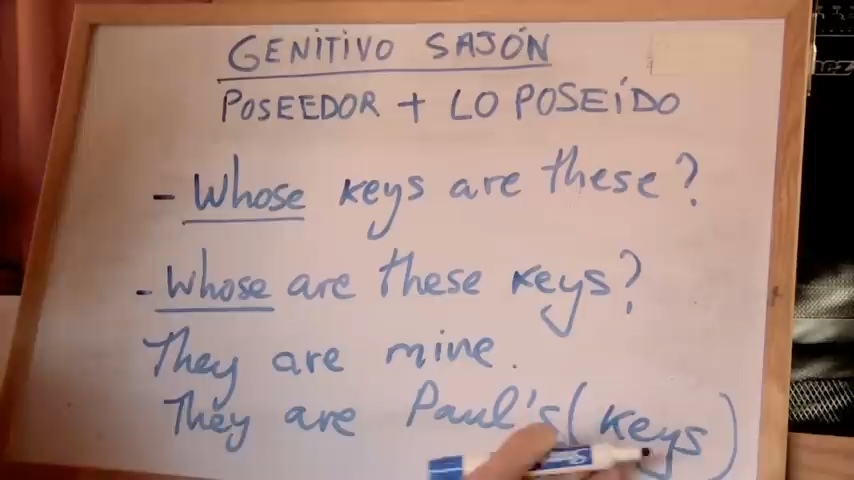 GENITIVO SAJÓN
POSEEDOR + LO POSEÍDO
- Whose keys are these?
- Whose are these keys?
They are mine.
They are Paul's (keys)